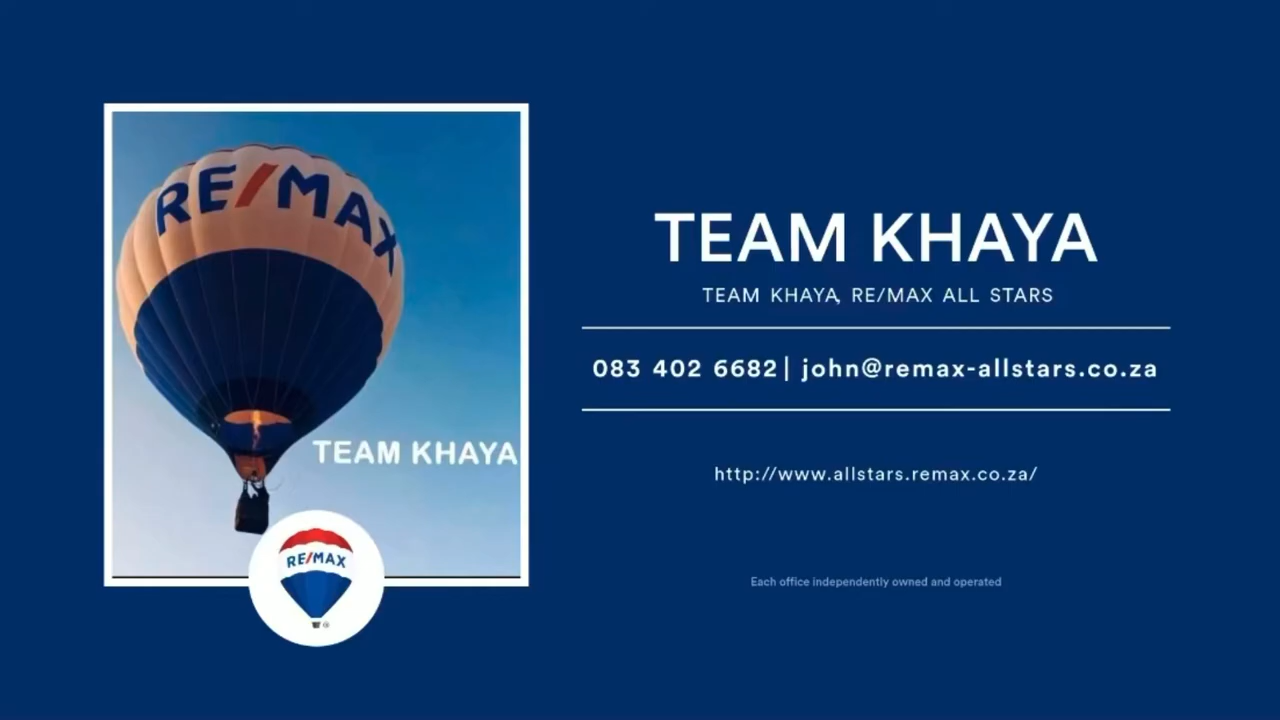 RE/MAX
TEAM KHAYA
RE/MAX
TEAM KHAYA
TEAM KHAYA, RE/MAX ALL STARS
083 402 6682| john@remax-allstars.co.za
http://www.allstars.remax.co.za/
Each office independently owned and operated